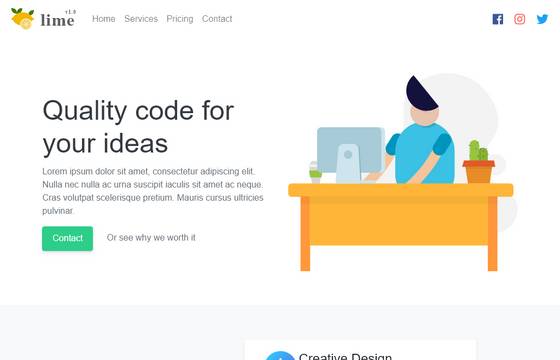 lime v1.0
Home Services Pricing Contact
Quality code for
your ideas
Lorem ipsum dolor sit amet, consectetur adipiscing elit.
Nulla nec nulla ac urna suscipit iaculis sit amet ac neque.
Cras volutpat scelerisque pretium. Mauris cursus ultricies
pulvinar.
Contact Or see why we worth it
Creative Design